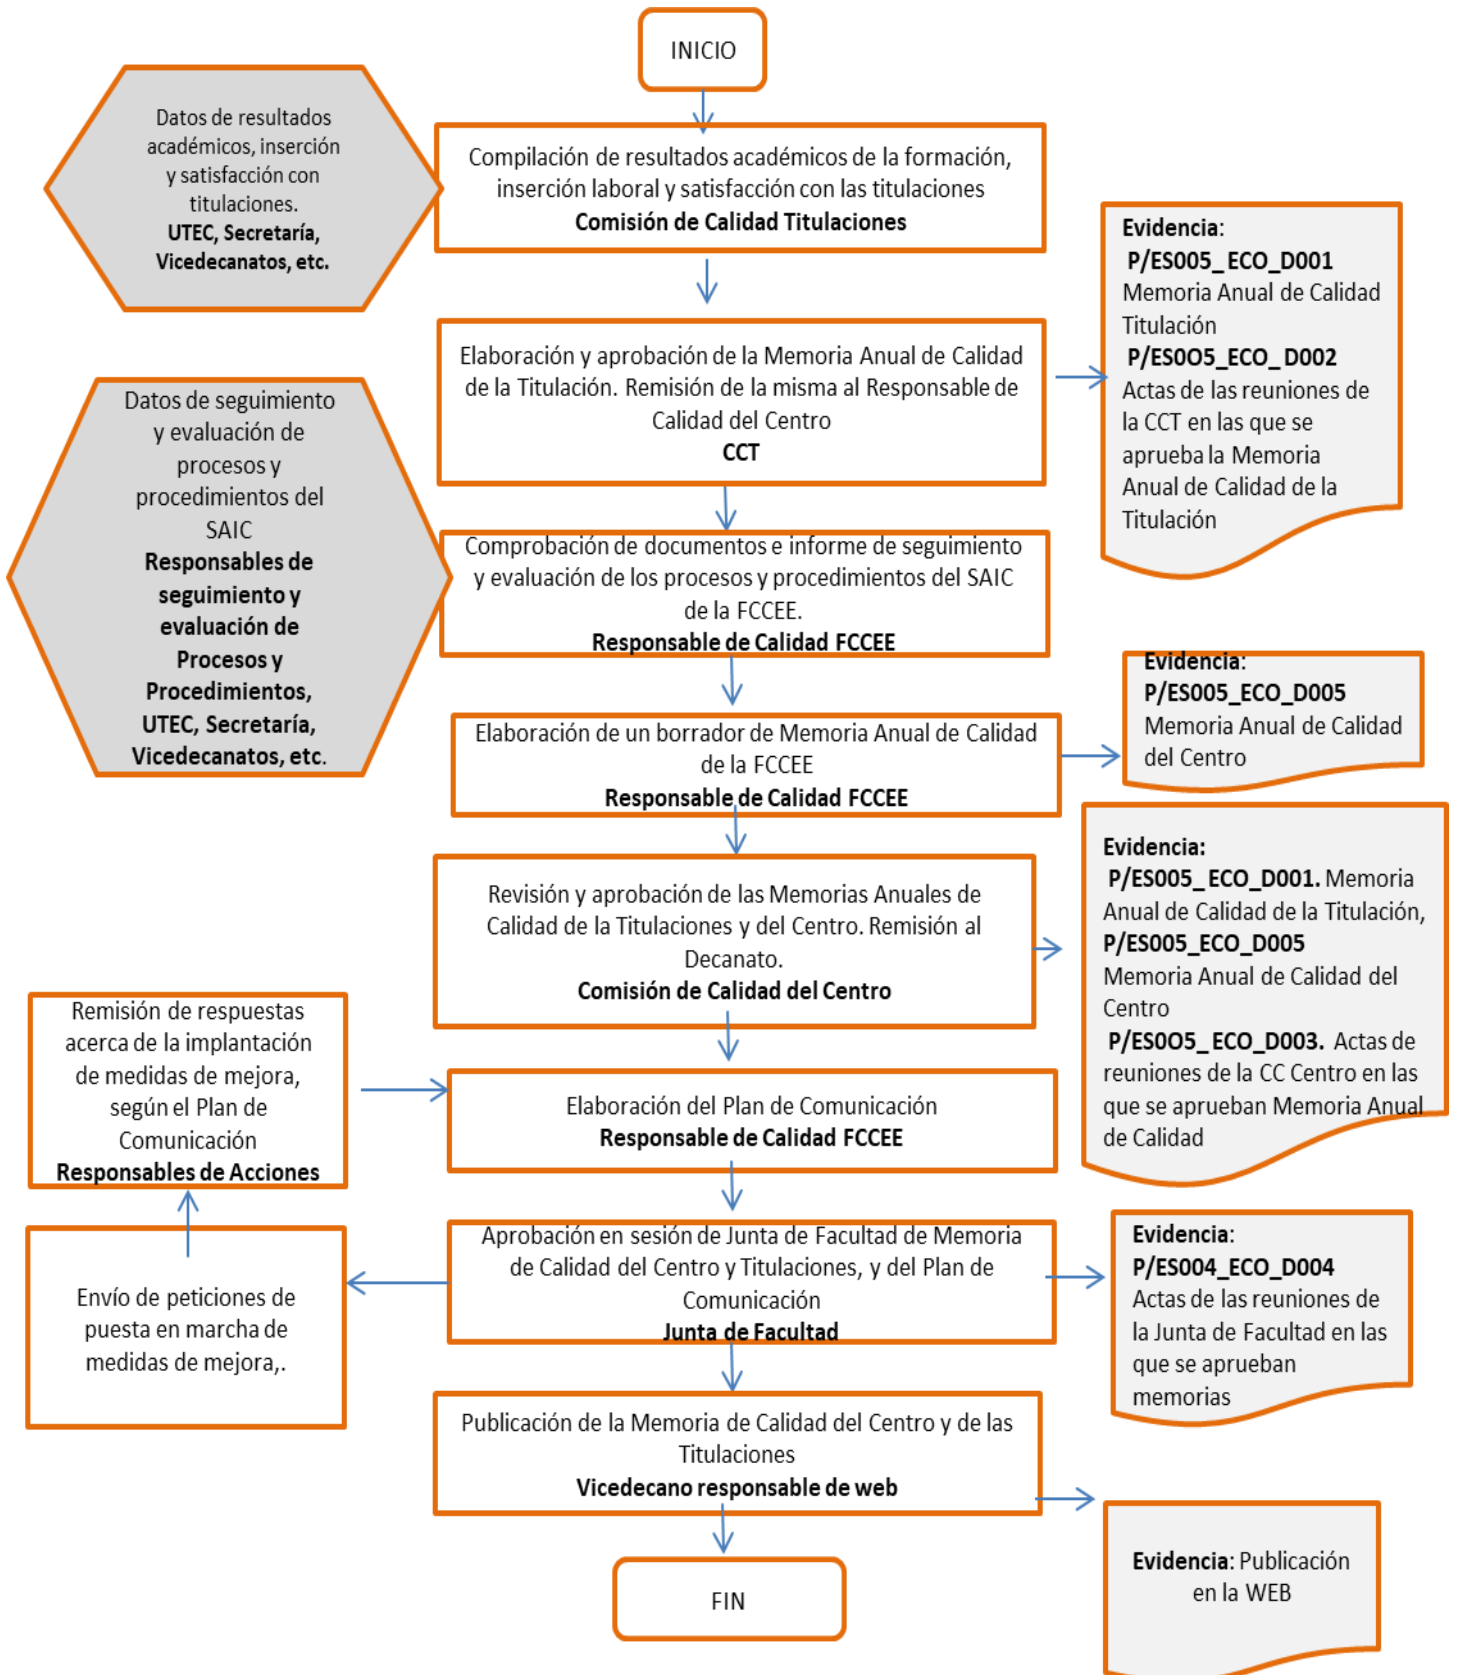 INICIO
Datos de resultados
académicos, inserción
y satisfacción con
titulaciones.
UTEC, Secretaría,
Vicedecanatos, etc.
Compilación de resultados académicos de la formación,
inserción laboral y satisfacción con las titulaciones
Comisión de Calidad Titulaciones
Evidencia:
P/ES005_ ECO_D001
Memoria Anual de Calidad
Titulación
P/ES0O5_ECO_ D002
Actas de las reuniones de
la CCT en las que se
aprueba la Memoria
Anual de Calidad de la
Titulación
Elaboración y aprobación de la Memoria Anual de Calidad
de la Titulación. Remisión de la misma al Responsable de
Calidad del Centro
CCT
Datos de seguimiento
y evaluación de
procesos y
procedimientos del
SAIC
Responsables de
seguimiento y
evaluación de
Procesos y
Procedimientos,
UTEC, Secretaría,
Vicedecanatos, etc.
Comprobación de documentos e informe de seguimiento
y evaluación de los procesos y procedimientos del SAIC
de la FCCEE.
Responsable de Calidad FCCEE
Evidencia:
P/ES005_ECO_D005
Memoria Anual de Calidad
del Centro
Elaboración de un borrador de Memoria Anual de Calidad
de la FCCEE
Responsable de Calidad FCCEE
Evidencia:
P/ES005_ ECO_D001. Memoria
Anual de Calidad de la Titulación,
P/ES005_ECO_D005
Memoria Anual de Calidad del
Centro
P/ES0O5_ ECO_D003. Actas de
reuniones de la CC Centro en las
que se aprueban Memoria Anual
de Calidad
Revisión y aprobación de las Memorias Anuales de
Calidad de la Titulaciones y del Centro. Remisión al
Decanato.
Comisión de Calidad del Centro
Remisión de respuestas
acerca de la implantación
de medidas de mejora,
según el Plan de
Comunicación
Responsables de Acciones
Elaboración del Plan de Comunicación
Responsable de Calidad FCCEE
Aprobación en sesión de Junta de Facultad de Memoria
de Calidad del Centro y Titulaciones, y del Plan de
Comunicación
Junta de Facultad
Evidencia:
P/ES004_ECO_D004
Actas de las reuniones de
la Junta de Facultad en las
que se aprueban
memorias
Envío de peticiones de
puesta en marcha de
medidas de mejora,.
Publicación de la Memoria de Calidad del Centro y de las
Titulaciones
Vicedecano responsable de web
Evidencia: Publicación
en la WEB
FIN